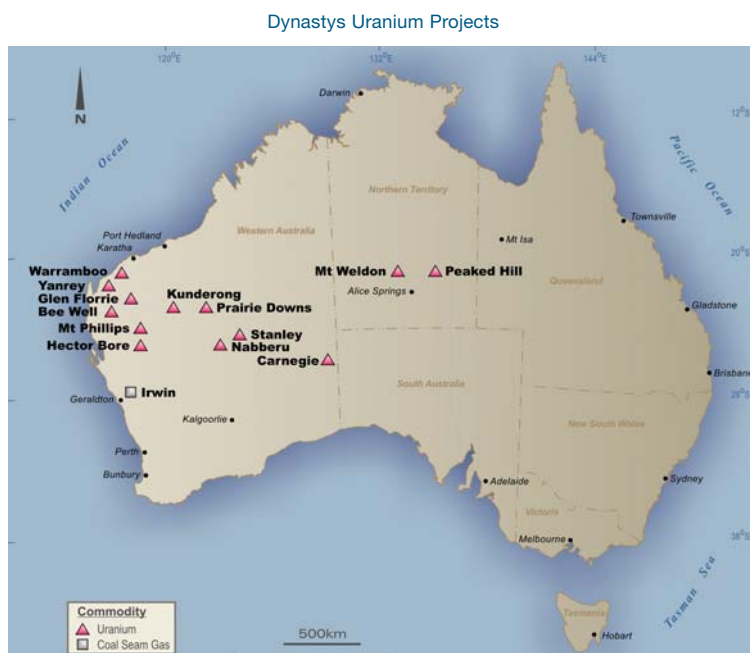 Dynastys Uranium Projects
120°E
132°E
144°E
N
Darwin
12°S
Indian Ocean
Pacific Ocean
Northern Territory
Western Australia
Townsville
Port Hedland
Karatha
Mt Isa
20°S
Warramboo
Mt Weldon
Peaked Hill
Yanrey
Queensland
Glen Florrie
Kunderong
Alice Springs
Bee Well
Prairie Downs
Gladstone
Mt Phillips
Stanley
Hector Bore
Nabberu
Carnegie
Brisbane
South Australia
Irwin
Geraldton
28°S
Kalgoorlie
New South Wales
Perth
Bunbury
Adelaide
Sydney
Victoria
Melbourne
38°S
Tasman Sea
Tasmania
Hobart
Commodity
Uranium
Coal Seam Gas
500km